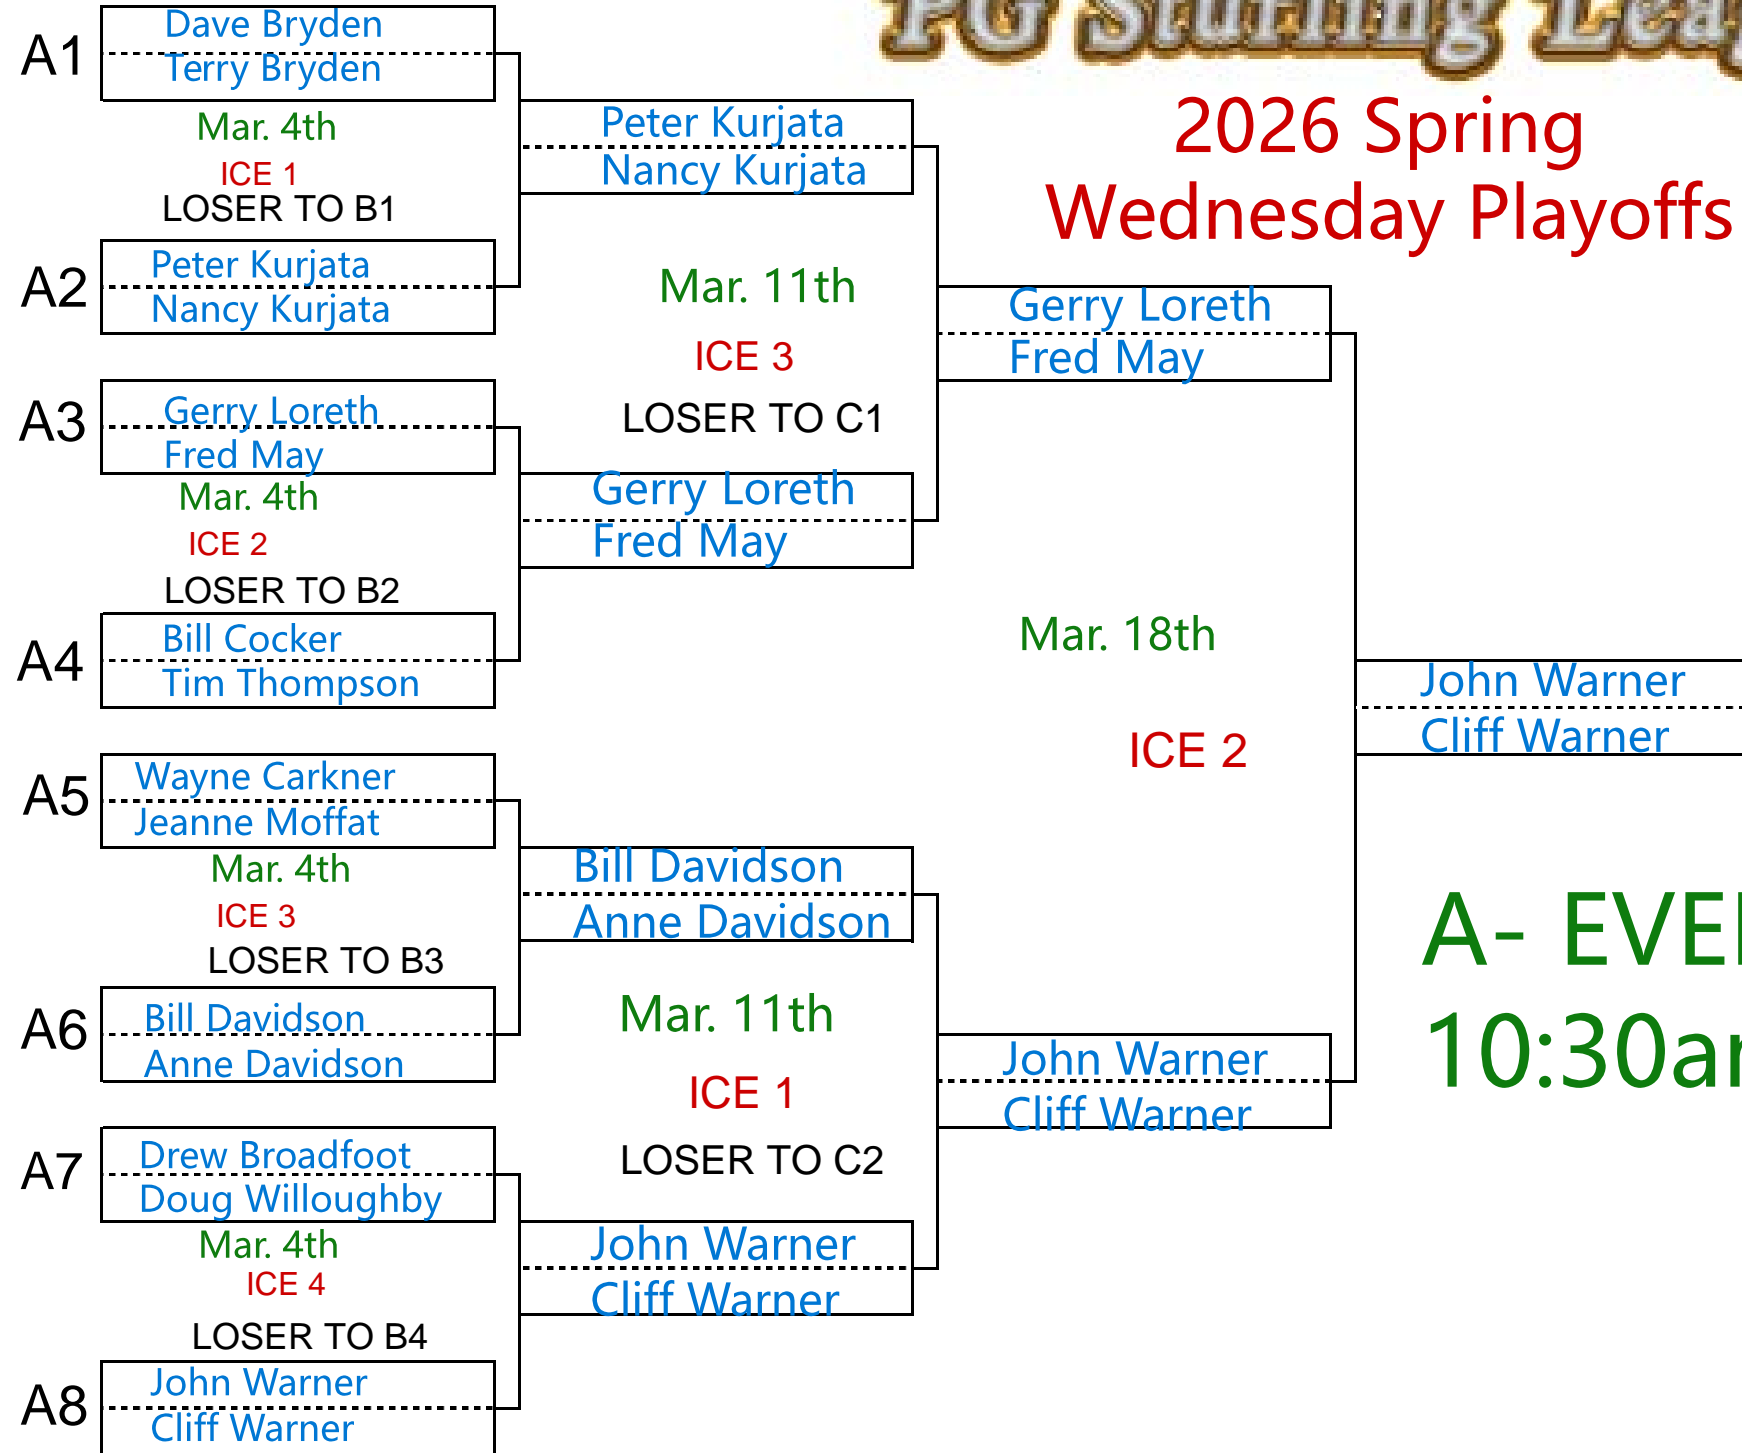 PG Sturling
2026 Spring
Wednesday Playoffs
A1
Dave Bryden
Terry Bryden
Mar. 4th
ICE 1
LOSER TO B1
A2
Peter Kurjata
Nancy Kurjata
A3
Gerry Loreth
Fred May
Mar. 4th
ICE 2
LOSER TO B2
A4
Bill Cocker
Tim Thompson
A5
Wayne Carkner
Jeanne Moffat
Mar. 4th
ICE 3
LOSER TO B3
A6
Bill Davidson
Anne Davidson
A7
Drew Broadfoot
Doug Willoughby
Mar. 4th
ICE 4
LOSER TO B4
A8
John Warner
Cliff Warner
Peter Kurjata
Nancy Kurjata
Mar. 11th
ICE 3
LOSER TO C1
Gerry Loreth
Fred May
Bill Davidson
Anne Davidson
Mar. 11th
ICE 1
LOSER TO C2
John Warner
Cliff Warner
Gerry Loreth
Fred May
Mar. 18th
ICE 2
John Warner
Cliff Warner
John Warner
Cliff Warner
A-
10:30a